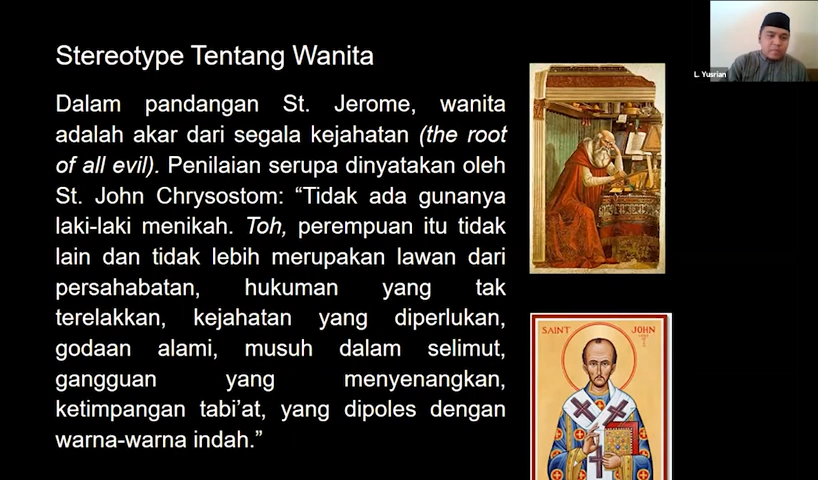 Stereotype Tentang Wanita
Dalam pandangan St. Jerome, wanita
adalah akar dari segala kejahatan (the root
of all evil). Penilaian serupa dinyatakan oleh
St. John Chrysostom: “Tidak ada gunanya
laki-laki menikah. Toh, perempuan itu tidak
lain dan tidak lebih merupakan lawan dari
persahabatan, hukuman yang tak
terelakkan, kejahatan yang diperlukan,
godaan alami, musuh dalam selimut,
gangguan yang menyenangkan,
ketimpangan tabi’at, yang dipoles dengan
warna-warna indah.”
L. Yusrian
SAINT JOHN